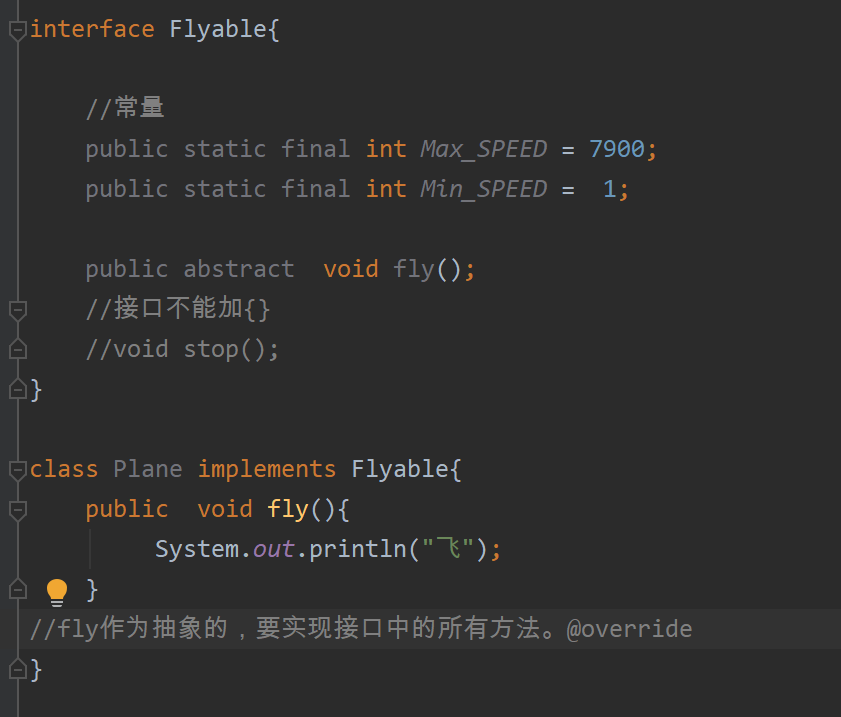 interface Flyable{
//常量
public static final int Max_SPEED = 7900;
public static final int Min_SPEED =  1;
public abstract  void fly();
//接口不能加{}
//void stop();
}
class Plane implements Flyable{
public  void fly(){
System.out.println("飞");
}
//fly作为抽象的，要实现接口中的所有方法。@override
}